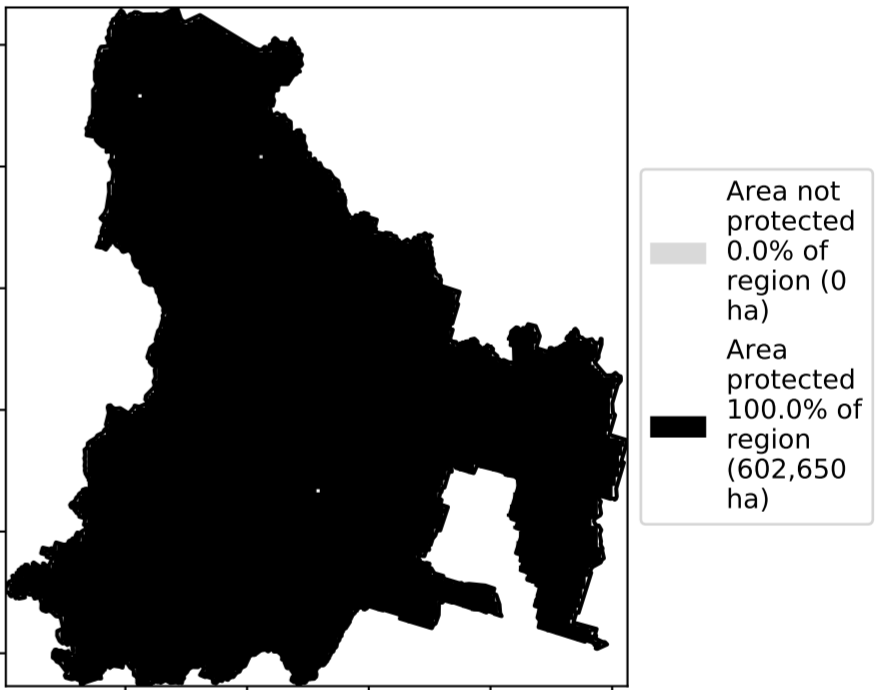 Area not
protected
0.0% of
region (0
ha)
Area
protected
100.0% of
region
(602,650
ha)